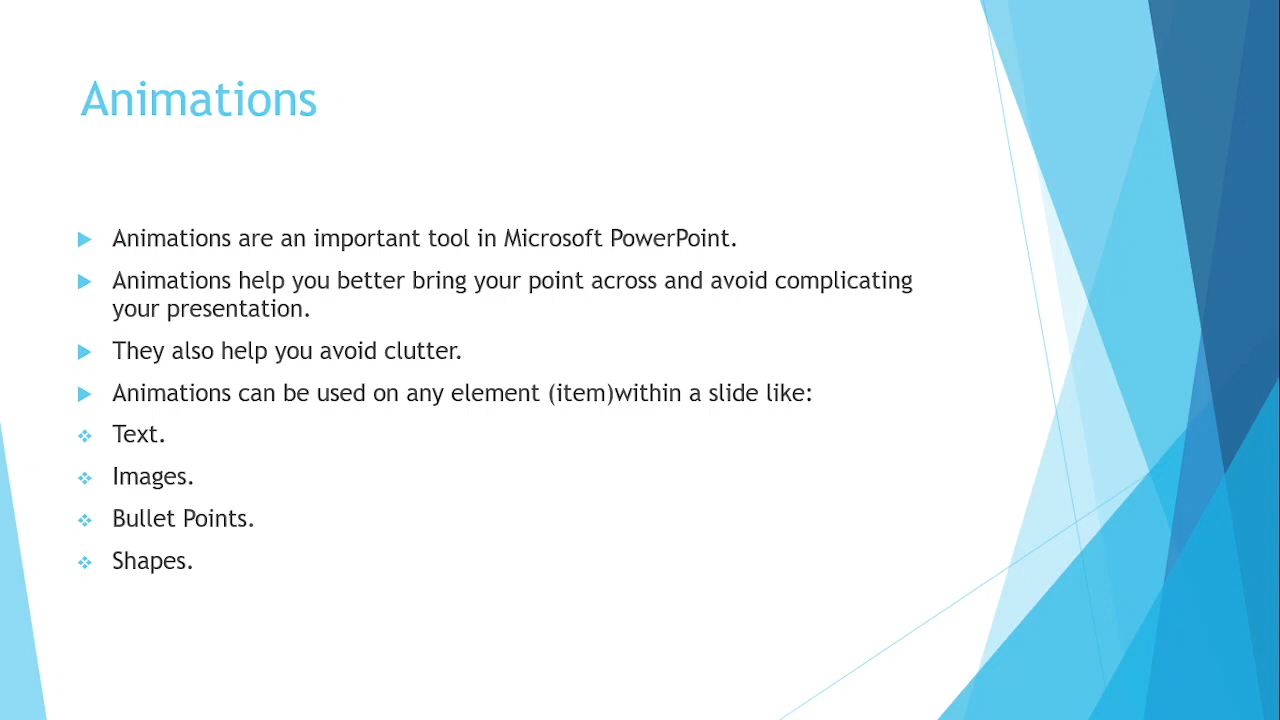 Animations
Animations are an important tool in Microsoft PowerPoint.
Animations help you better bring your point across and avoid complicating
your presentation.
They also help you avoid clutter.
Animations can be used on any element (item)within a slide like:
Text.
Images.
Bullet Points.
Shapes.